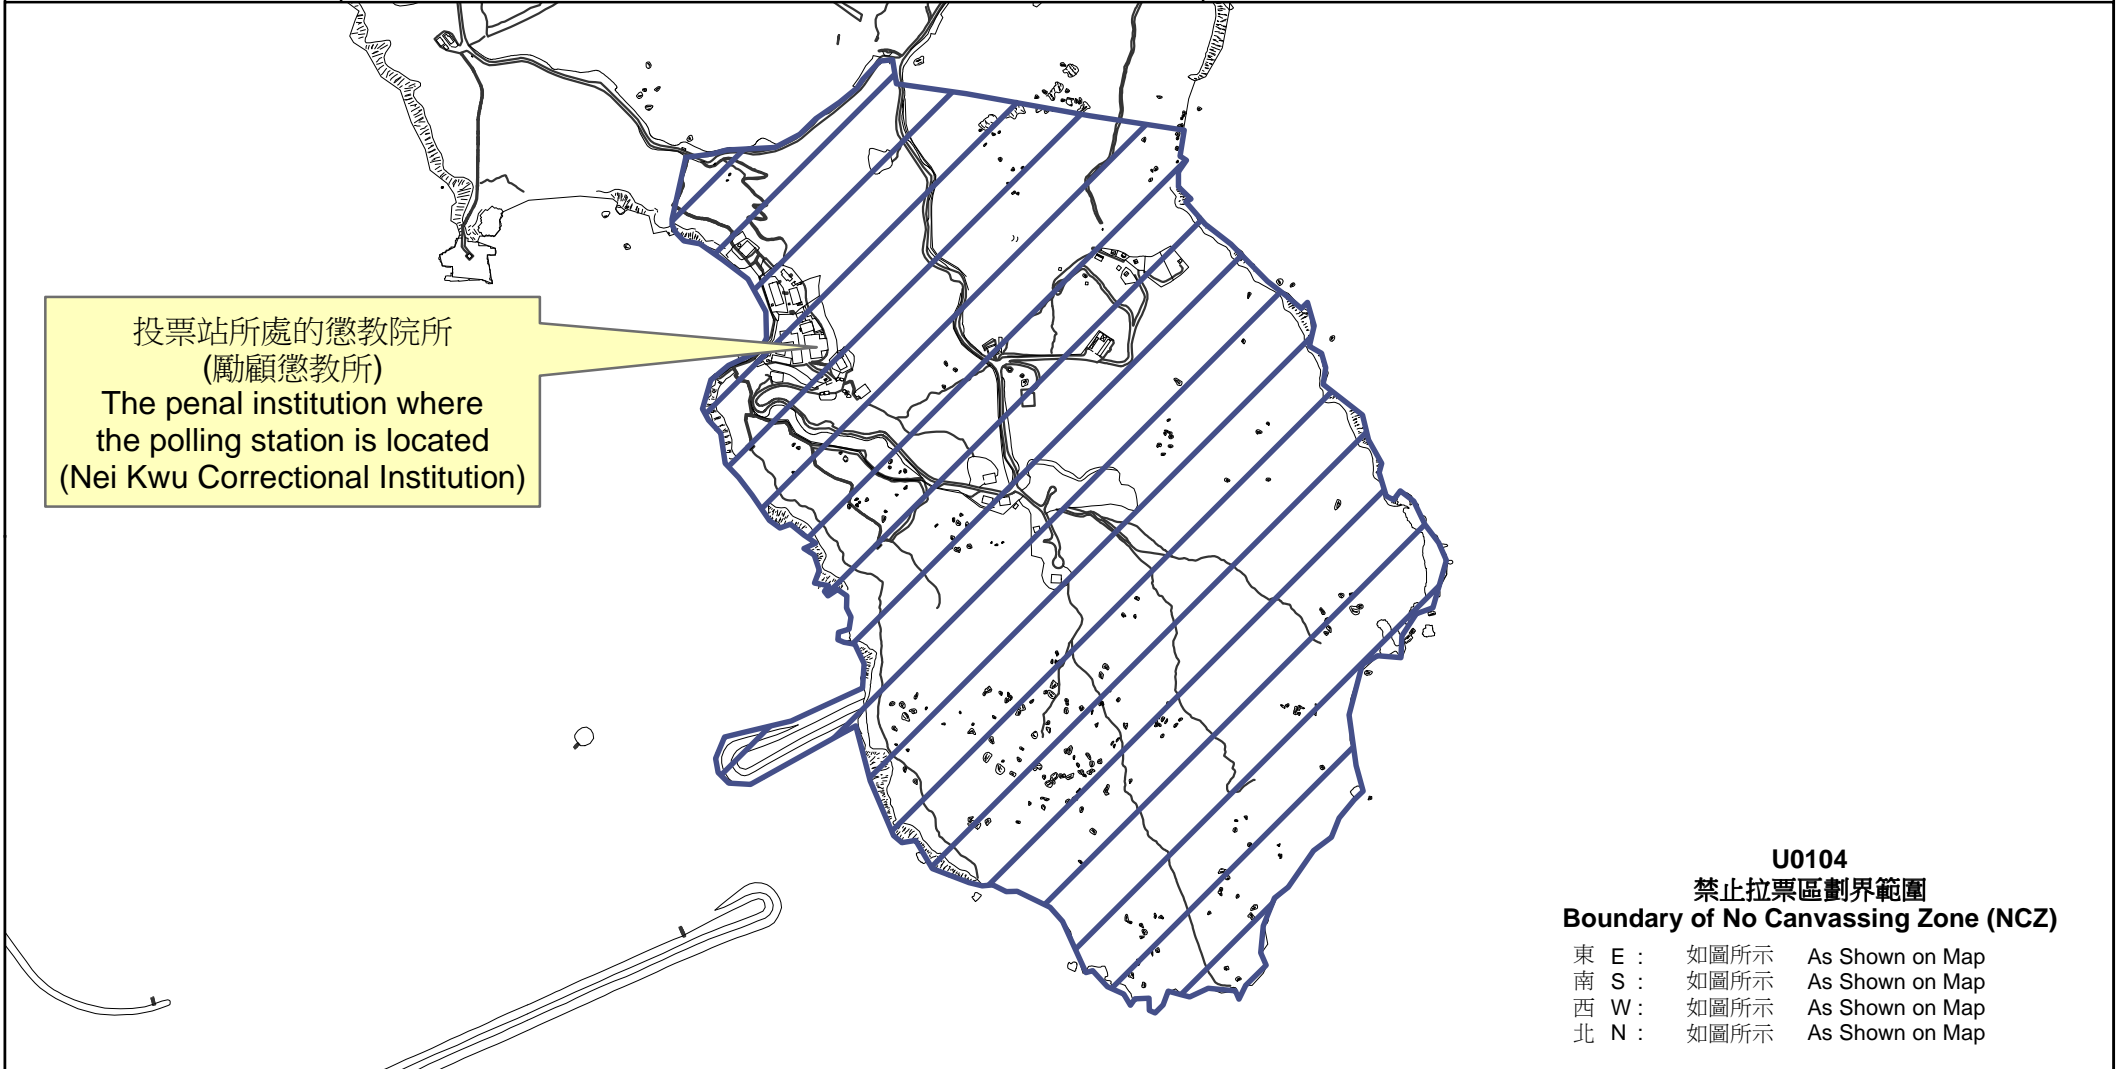 投票站所處的懲教院所
(勵顧懲教所)
The penal institution where
the polling station is located
(Nei Kwu Correctional Institution)
U0104
禁止拉票區劃界範圍
Boundary of No Canvassing Zone (NCZ)
東 E : 如圖所示 As Shown on Map
南 S : 如圖所示 As Shown on Map
西 W : 如圖所示 As Shown on Map
北 N : 如圖所示 As Shown on Map